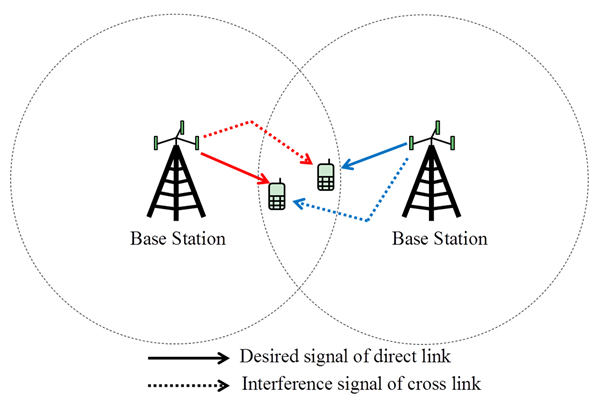 Base Station
Base Station
Desired signal of direct link
Interference signal of cross link